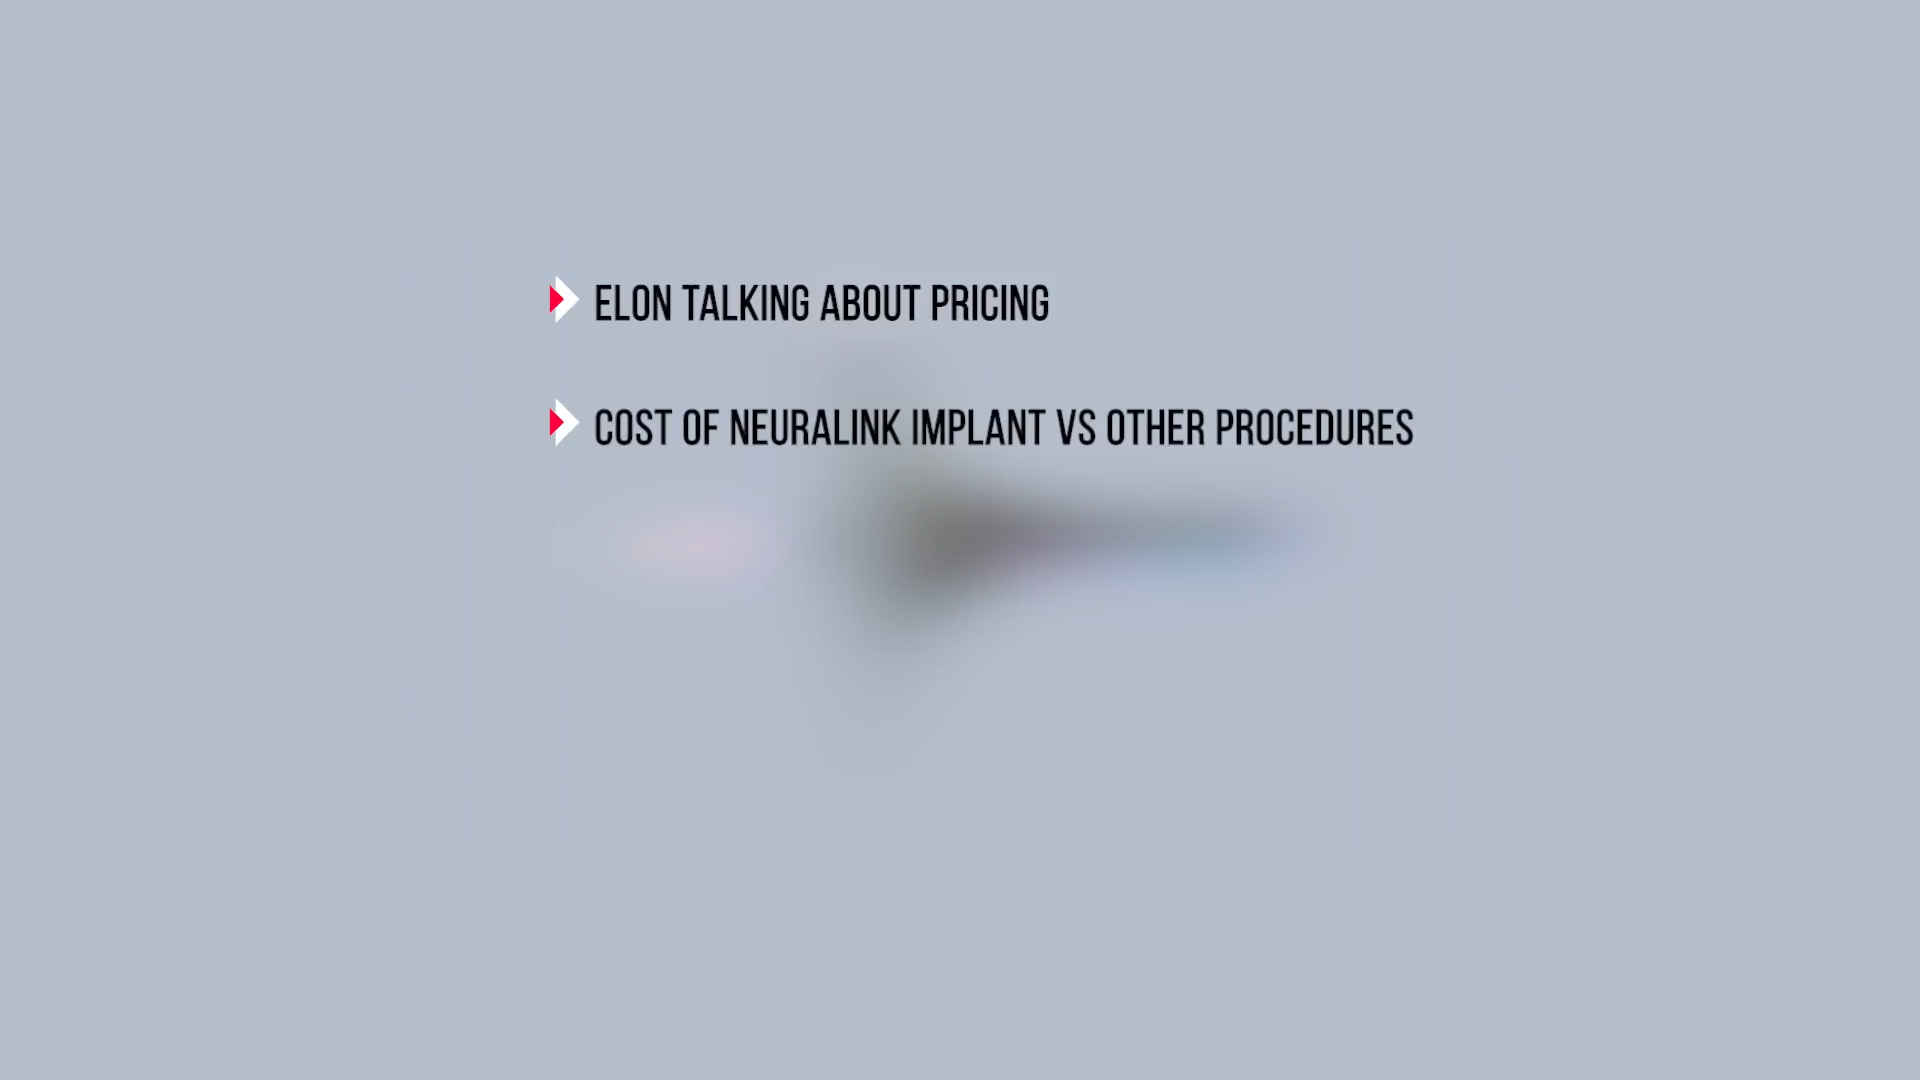 ELON TALKING ABOUT PRICING
COST OF NEURALINK IMPLANT VS OTHER PROCEDURES